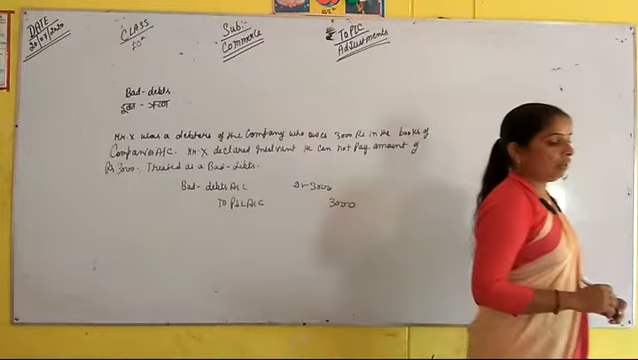 DATE
20/07/2020
CLASS
10th
Sub:-
Commerce
TOPIC
Adjustments
Bad-debts
डूबत-ऋण
Mr. X was a debtors of the Company who owes 3000 Rs in the books of
Companies A/C. Mr. X declared Insolvant He can not Pay amount of
Rs 3000. Treated as a Bad-Debts.
Bad-debts A/C Dr 3000
To P&L A/C 3000